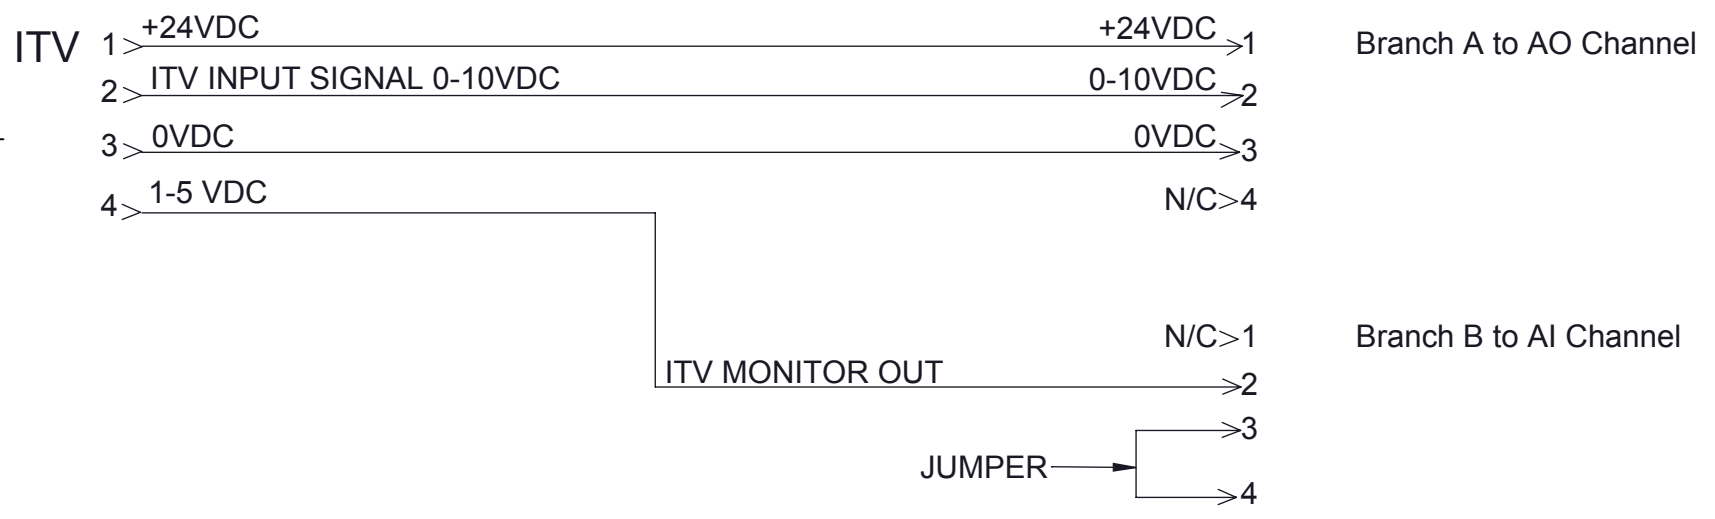 ITV 1 +24VDC +24VDC 1 Branch A to AO Channel
2 ITV INPUT SIGNAL 0-10VDC 0-10VDC 2
3 0VDC 0VDC 3
4 1-5 VDC N/C 4
N/C 1 Branch B to AI Channel
ITV MONITOR OUT 2
3
JUMPER
4